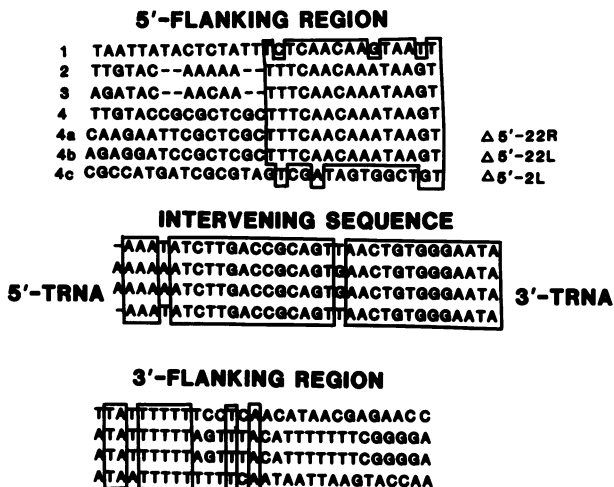 5'-FLANKING REGION
1 TAATTATACTCTATTTCTCAACAAGTAATT
2 TTGTAC--AAAAA--TTTCAACAAATAAGT
3 AGATAC--AACAA--TTTCAACAAATAAGT
4 TTGTACCGCGCTCGCTTTCAACAAATAAGT
4a CAAGAATTCGCTCGCTTTCAACAAATAAGT Δ5'-22R
4b AGAGGATCCGCTCGCTTTCAACAAATAAGT Δ5'-22L
4c CGCCATGATCGCGTAGTCGATAGTGGCTGT Δ5'-2L
INTERVENING SEQUENCE
-AAATATCTTGACCGCAGTTAACTGTGGGAATA
AAAAAATCTTGACCGCAGTGAACTGTGGGAATA
5'-TRNA AAAAAATCTTGACCGCAGTGAACTGTGGGAATA 3'-TRNA
-AAATATCTTGACCGCAGTTAACTGTGGGAATA
3'-FLANKING REGION
TTATTTTTTTCCTCAACATAACGAGAACC
ATATTTTTTAGTTTACATTTTTTTCGGGGA
ATATTTTTTAGTTTACATTTTTTTCGGGGA
ATAATTTTTTTTTCAATAATTAAGTACCAA